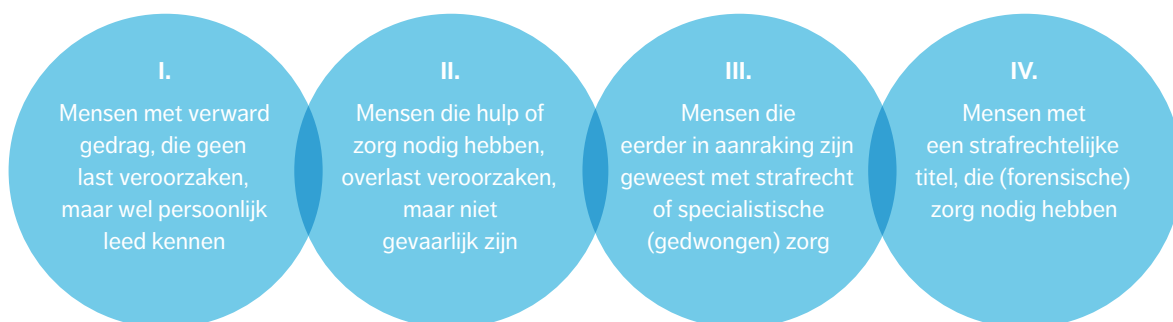 I.
Mensen met verward
gedrag, die geen
last veroorzaken,
maar wel persoonlijk
leed kennen
II.
Mensen die hulp of
zorg nodig hebben,
overlast veroorzaken,
maar niet
gevaarlijk zijn
III.
Mensen die
eerder in aanraking zijn
geweest met strafrecht
of specialistische
(gedwongen) zorg
IV.
Mensen met
een strafrechtelijke
titel, die (forensische)
zorg nodig hebben